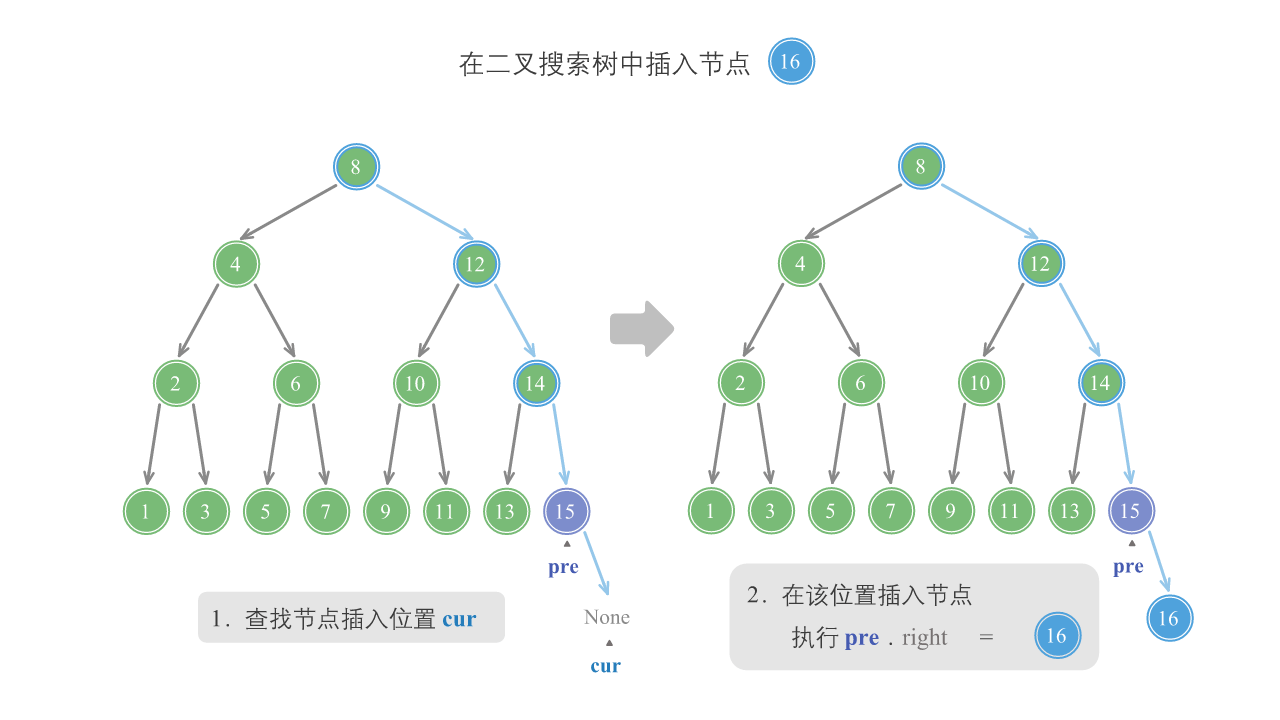 在二叉搜索树中插入节点 16
8
4 12
2 6 10 14
1 3 5 7 9 11 13 15
pre
None
cur
1. 查找节点插入位置 cur
8
4 12
2 6 10 14
1 3 5 7 9 11 13 15
pre
16
2. 在该位置插入节点
执行 pre . right = 16